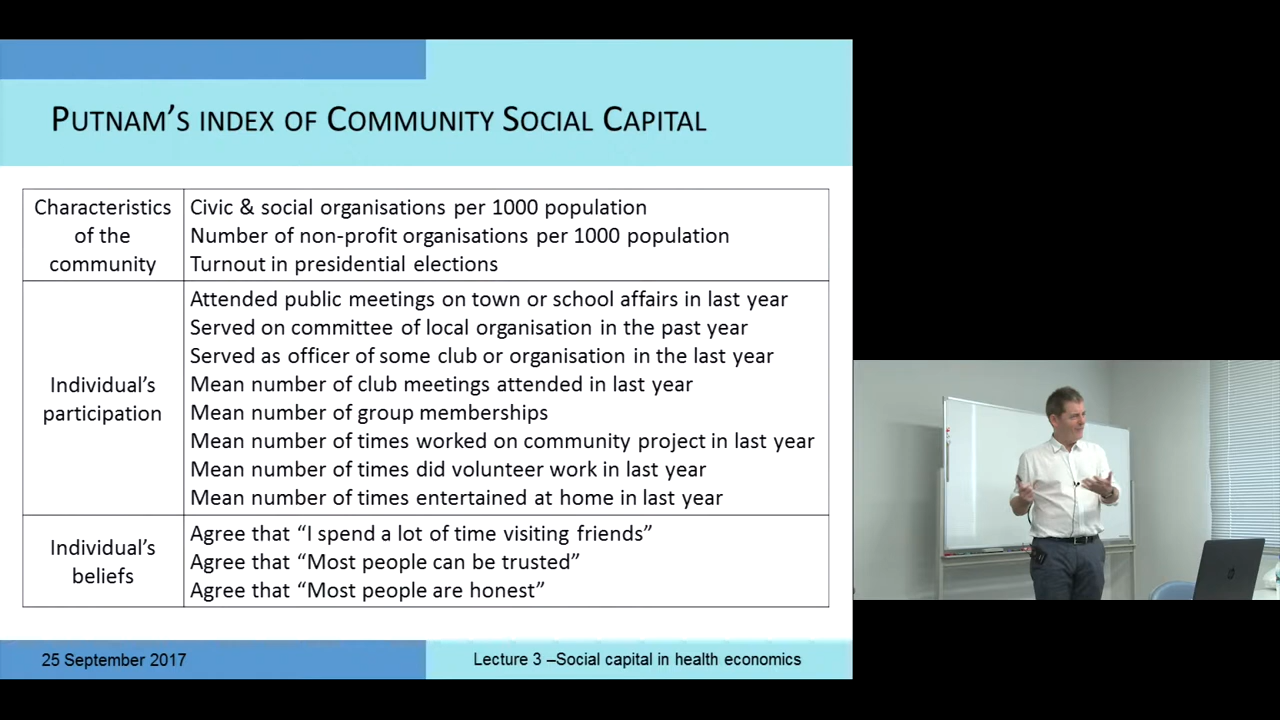 PUTNAM'S INDEX OF COMMUNITY SOCIAL CAPITAL
Characteristics of the community
Civic & social organisations per 1000 population
Number of non-profit organisations per 1000 population
Turnout in presidential elections
Individual's participation
Attended public meetings on town or school affairs in last year
Served on committee of local organisation in the past year
Served as officer of some club or organisation in the last year
Mean number of club meetings attended in last year
Mean number of group memberships
Mean number of times worked on community project in last year
Mean number of times did volunteer work in last year
Mean number of times entertained at home in last year
Individual's beliefs
Agree that “I spend a lot of time visiting friends”
Agree that “Most people can be trusted”
Agree that “Most people are honest”
25 September 2017
Lecture 3 –Social capital in health economics